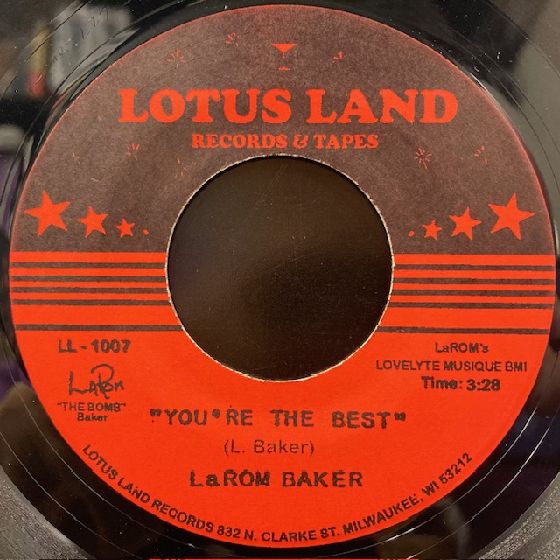 LOTUS LAND
RECORDS & TAPES
LL - 1007
LaRom
"THE BOMB"
Baker
LaROM's
LOVELYTE MUSIQUE BMI
Time: 3:28
"YOU"RE THE BEST"
(L. Baker)
LaROM BAKER
LOTUS LAND RECORDS 832 N. CLARKE ST. MILWAUKEE, WI 53212